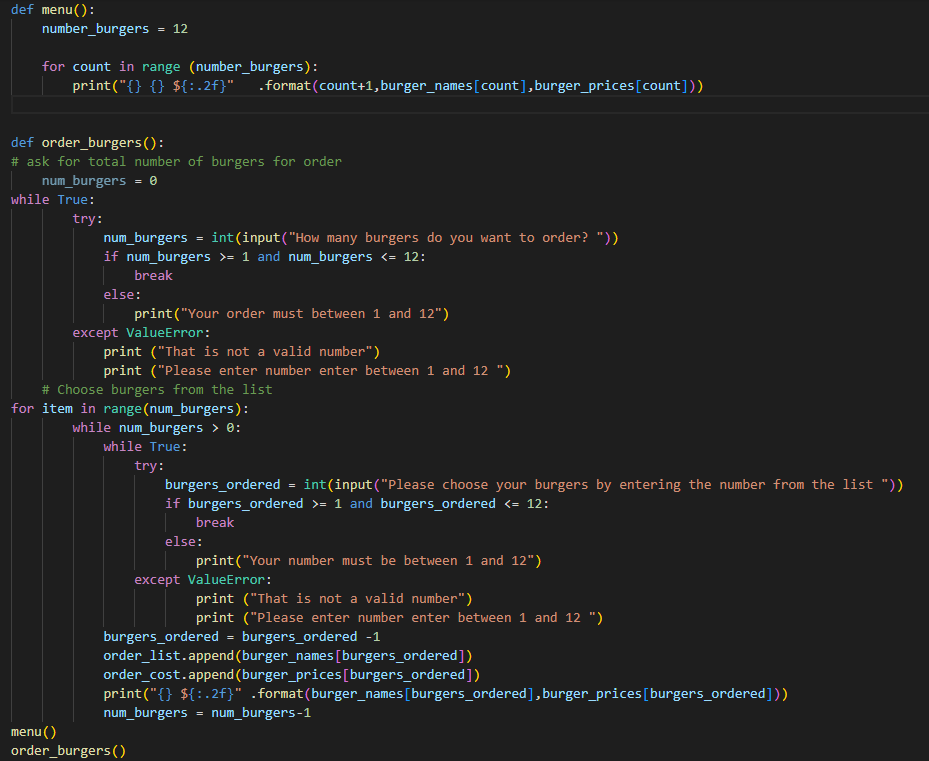 def menu():
    number_burgers = 12

    for count in range (number_burgers):
        print("{} {} ${:.2f}"   .format(count+1,burger_names[count],burger_prices[count]))


def order_burgers():
# ask for total number of burgers for order
    num_burgers = 0
while True:
        try:
            num_burgers = int(input("How many burgers do you want to order? "))
            if num_burgers >= 1 and num_burgers <= 12:
                break
            else:
                print("Your order must between 1 and 12")
        except ValueError:
            print ("That is not a valid number")
            print ("Please enter number enter between 1 and 12 ")
    # Choose burgers from the list
for item in range(num_burgers):
        while num_burgers > 0:
            while True:
                try:
                    burgers_ordered = int(input("Please choose your burgers by entering the number from the list "))
                    if burgers_ordered >= 1 and burgers_ordered <= 12:
                        break
                    else:
                        print("Your number must be between 1 and 12")
                except ValueError:
                        print ("That is not a valid number")
                        print ("Please enter number enter between 1 and 12 ")
            burgers_ordered = burgers_ordered -1
            order_list.append(burger_names[burgers_ordered])
            order_cost.append(burger_prices[burgers_ordered])
            print("{} ${:.2f}" .format(burger_names[burgers_ordered],burger_prices[burgers_ordered]))
            num_burgers = num_burgers-1
menu()
order_burgers()